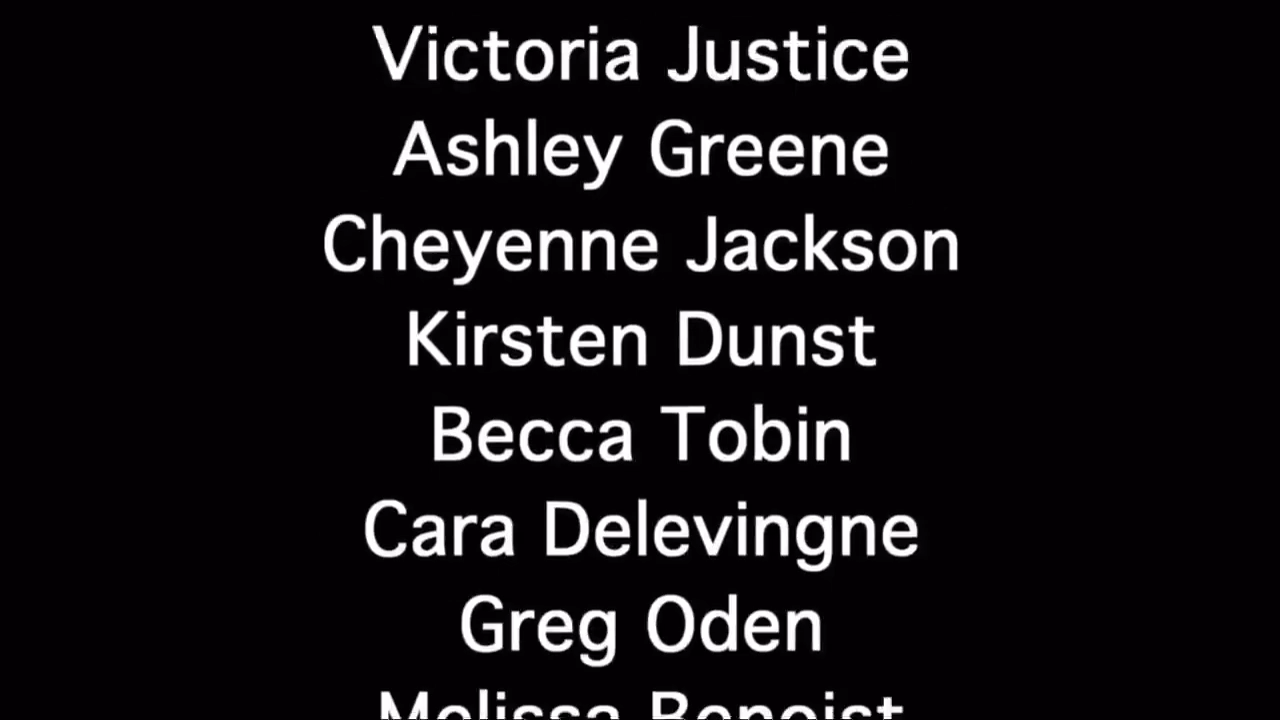 Victoria Justice
Ashley Greene
Cheyenne Jackson
Kirsten Dunst
Becca Tobin
Cara Delevingne
Greg Oden
Melissa Benoist